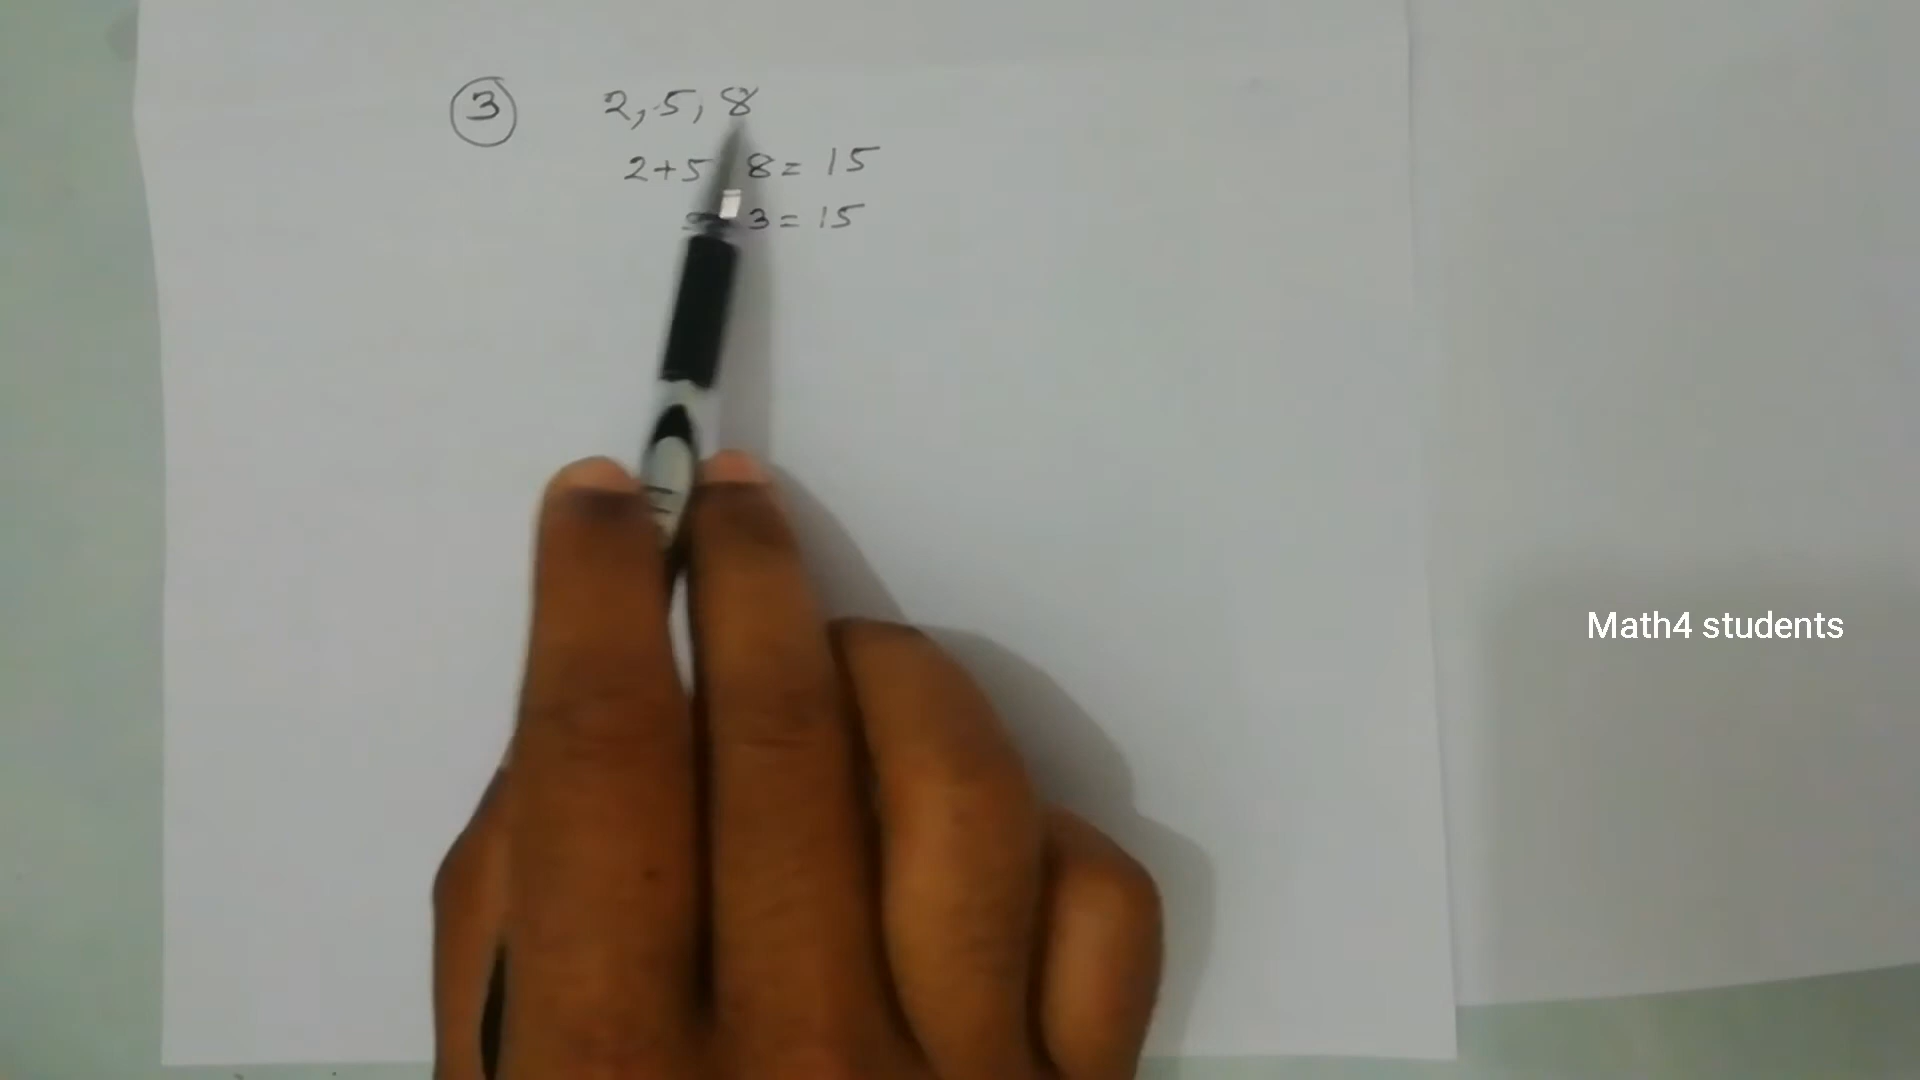 3 2, 5, 8
2+5 8 = 15
3 = 15
Math4 students